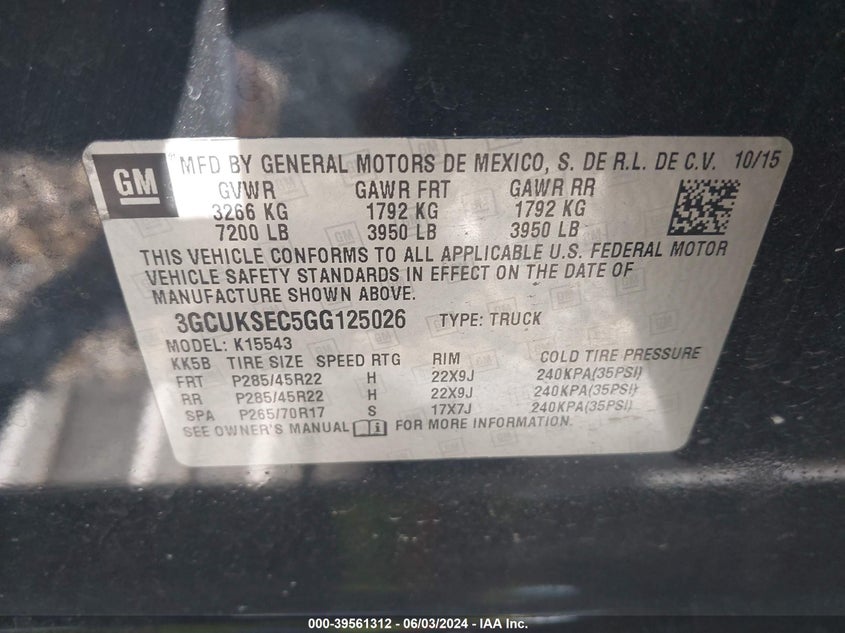 GM
MFD BY GENERAL MOTORS DE MEXICO, S. DE R.L. DE C.V. 10/15
GVWR GAWR FRT GAWR RR
3266 KG 1792 KG 1792 KG
7200 LB 3950 LB 3950 LB
THIS VEHICLE CONFORMS TO ALL APPLICABLE U.S. FEDERAL MOTOR
VEHICLE SAFETY STANDARDS IN EFFECT ON THE DATE OF
MANUFACTURE SHOWN ABOVE.
3GCUKSEC5GG125026 TYPE: TRUCK
MODEL: K15543
KK5B TIRE SIZE SPEED RTG RIM COLD TIRE PRESSURE
FRT P285/45R22 H 22X9J 240KPA(35PSI)
RR P285/45R22 H 22X9J 240KPA(35PSI)
SPA P265/70R17 S 17X7J 240KPA(35PSI)
SEE OWNER'S MANUAL FOR MORE INFORMATION.
000-39561312 - 06/03/2024 - IAA Inc.